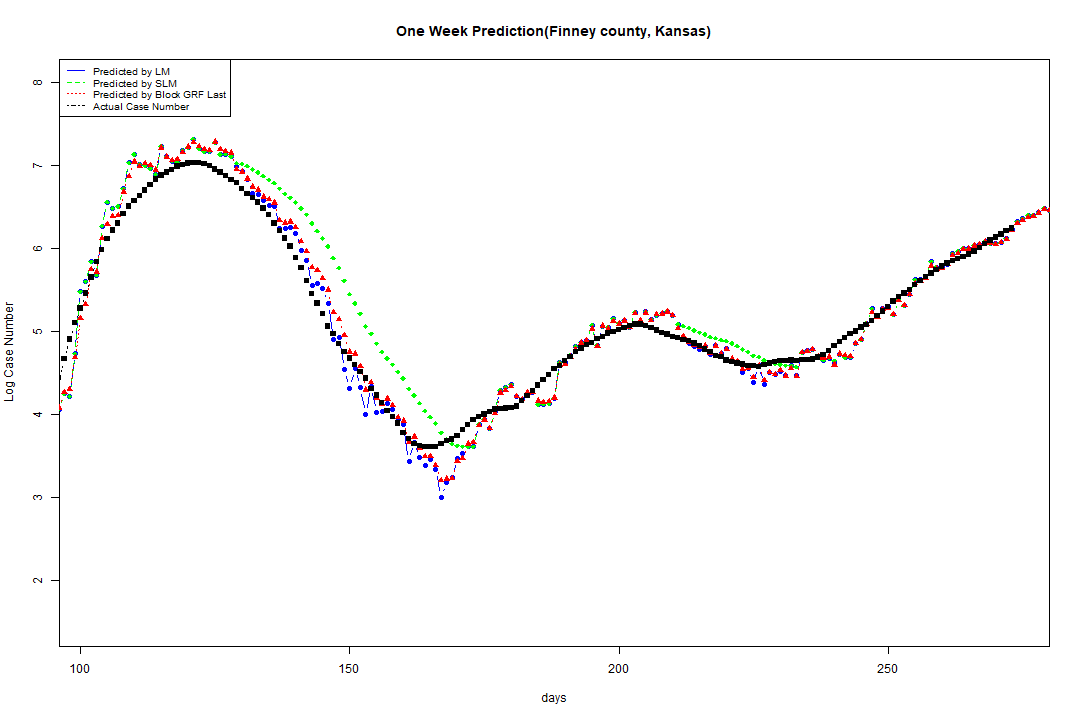 One Week Prediction(Finney county, Kansas)
Predicted by LM
Predicted by SLM
Predicted by Block GRF Last
Actual Case Number
8
7
6
5
4
3
2
Log Case Number
100 150 200 250
days